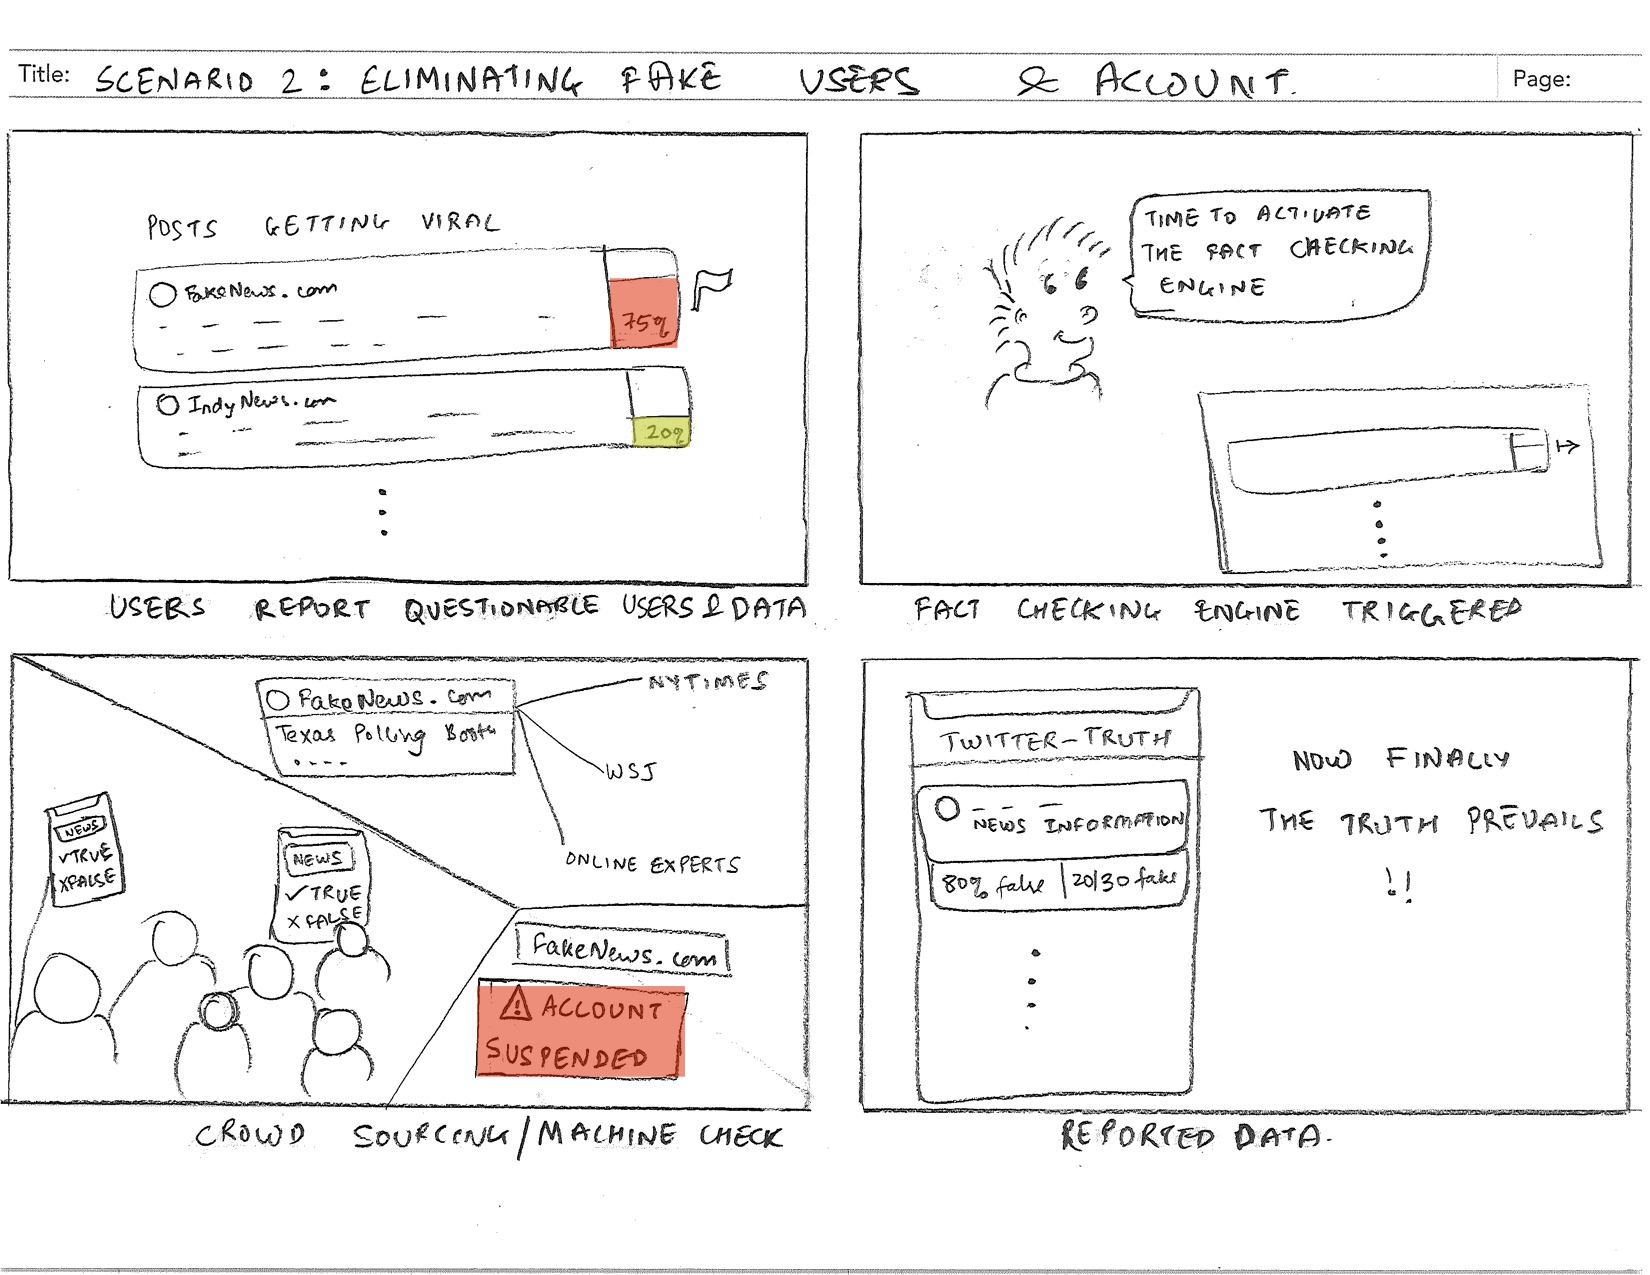 Title: SCENARIO 2: ELIMINATING FAKE USERS & ACCOUNT.
Page:
POSTS GETTING VIRAL
FakeNews.com
75%
IndyNews.com
20%
USERS REPORT QUESTIONABLE USERS & DATA
TIME TO ACTIVATE
THE FACT CHECKING
ENGINE
FACT CHECKING ENGINE TRIGGERED
FakeNews.com
Texas Polling Booth
NYTIMES
WSJ
ONLINE EXPERTS
NEWS
✓TRUE
XFALSE
NEWS
✓TRUE
X FALSE
FakeNews.com
⚠ ACCOUNT
SUSPENDED
CROWD SOURCING/MACHINE CHECK
TWITTER-TRUTH
NEWS INFORMATION
80% false | 20/30 fake
NOW FINALLY
THE TRUTH PREVAILS
!!
REPORTED DATA.